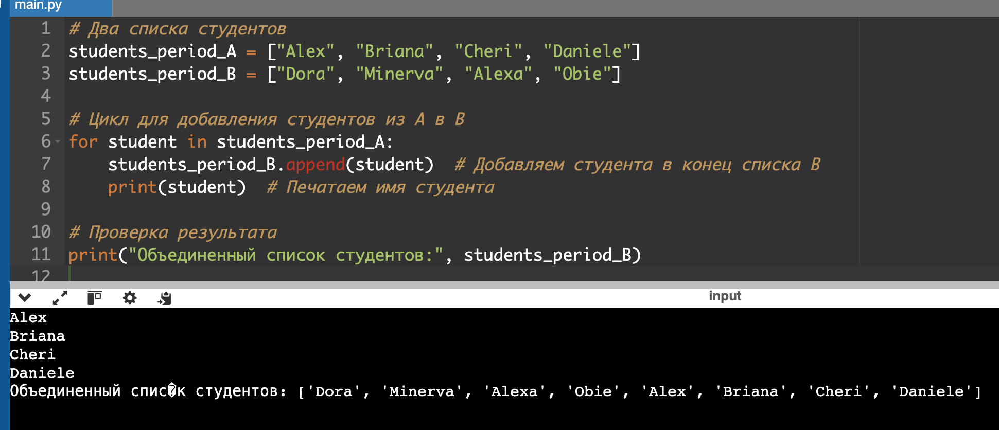 main.py
1 # Два списка студентов
2 students_period_A = ["Alex", "Briana", "Cheri", "Daniele"]
3 students_period_B = ["Dora", "Minerva", "Alexa", "Obie"]
4
5 # Цикл для добавления студентов из A в B
6 for student in students_period_A:
7 students_period_B.append(student) # Добавляем студента в конец списка B
8 print(student) # Печатаем имя студента
9
10 # Проверка результата
11 print("Объединенный список студентов:", students_period_B)
12
input
Alex
Briana
Cheri
Daniele
Объединенный спис�к студентов: ['Dora', 'Minerva', 'Alexa', 'Obie', 'Alex', 'Briana', 'Cheri', 'Daniele']